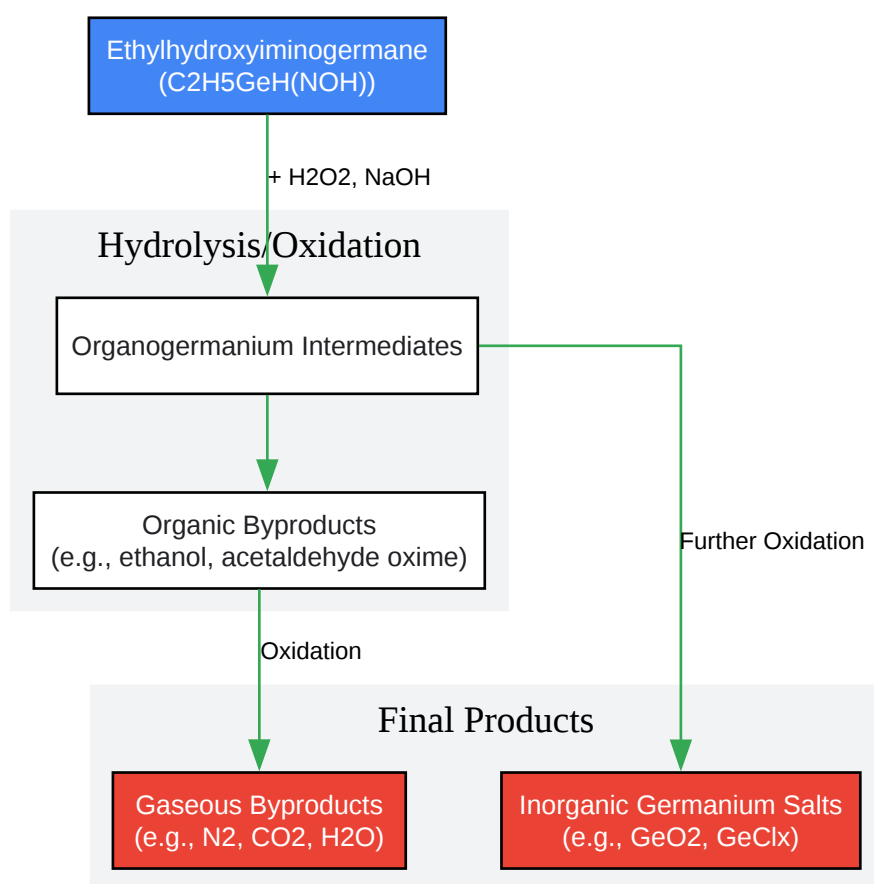 Ethylhydroxyiminogermane
(C2H5GeH(NOH))
+ H2O2, NaOH
Hydrolysis/Oxidation
Organogermanium Intermediates
Organic Byproducts
(e.g., ethanol, acetaldehyde oxime)
Further Oxidation
Oxidation
Final Products
Gaseous Byproducts
(e.g., N2, CO2, H2O)
Inorganic Germanium Salts
(e.g., GeO2, GeClx)